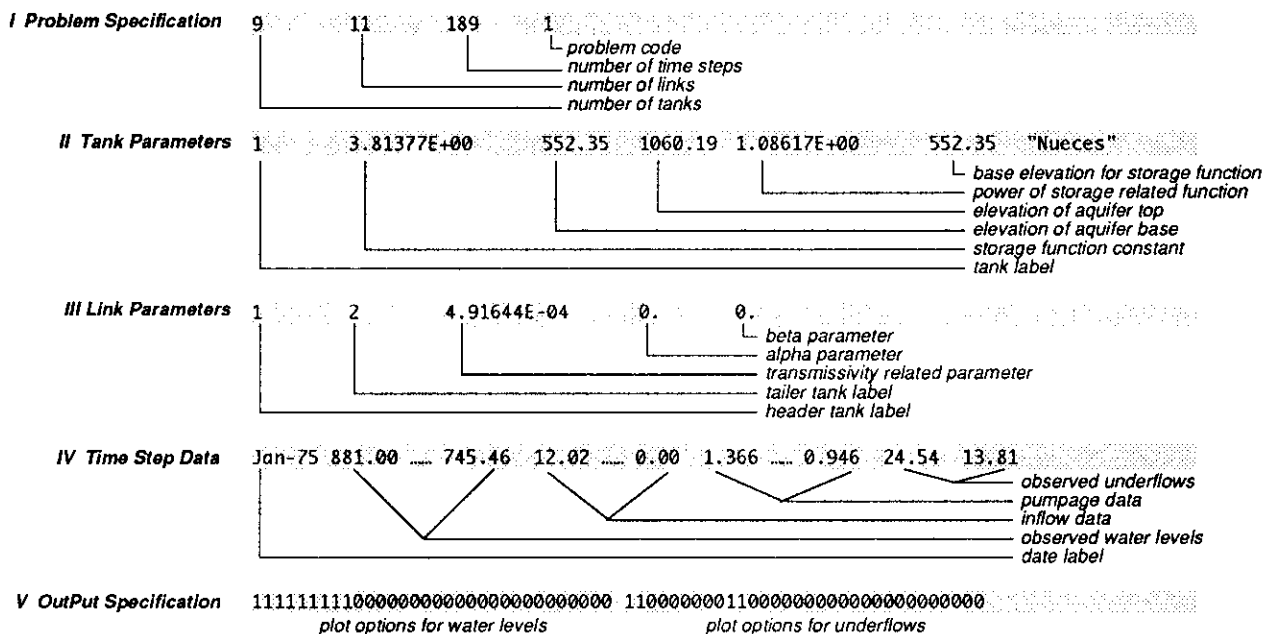 I Problem Specification 9 11 189 1
problem code
number of time steps
number of links
number of tanks
II Tank Parameters 1 3.81377E+00 552.35 1060.19 1.08617E+00 552.35 "Nueces"
base elevation for storage function
power of storage related function
elevation of aquifer top
elevation of aquifer base
storage function constant
tank label
III Link Parameters 1 2 4.91644E-04 0. 0.
beta parameter
alpha parameter
transmissivity related parameter
tailer tank label
header tank label
IV Time Step Data Jan-75 881.00 ..... 745.46 12.02 ..... 0.00 1.366 ..... 0.946 24.54 13.81
observed underflows
pumpage data
inflow data
observed water levels
date label
V OutPut Specification
plot options for water levels plot options for underflows